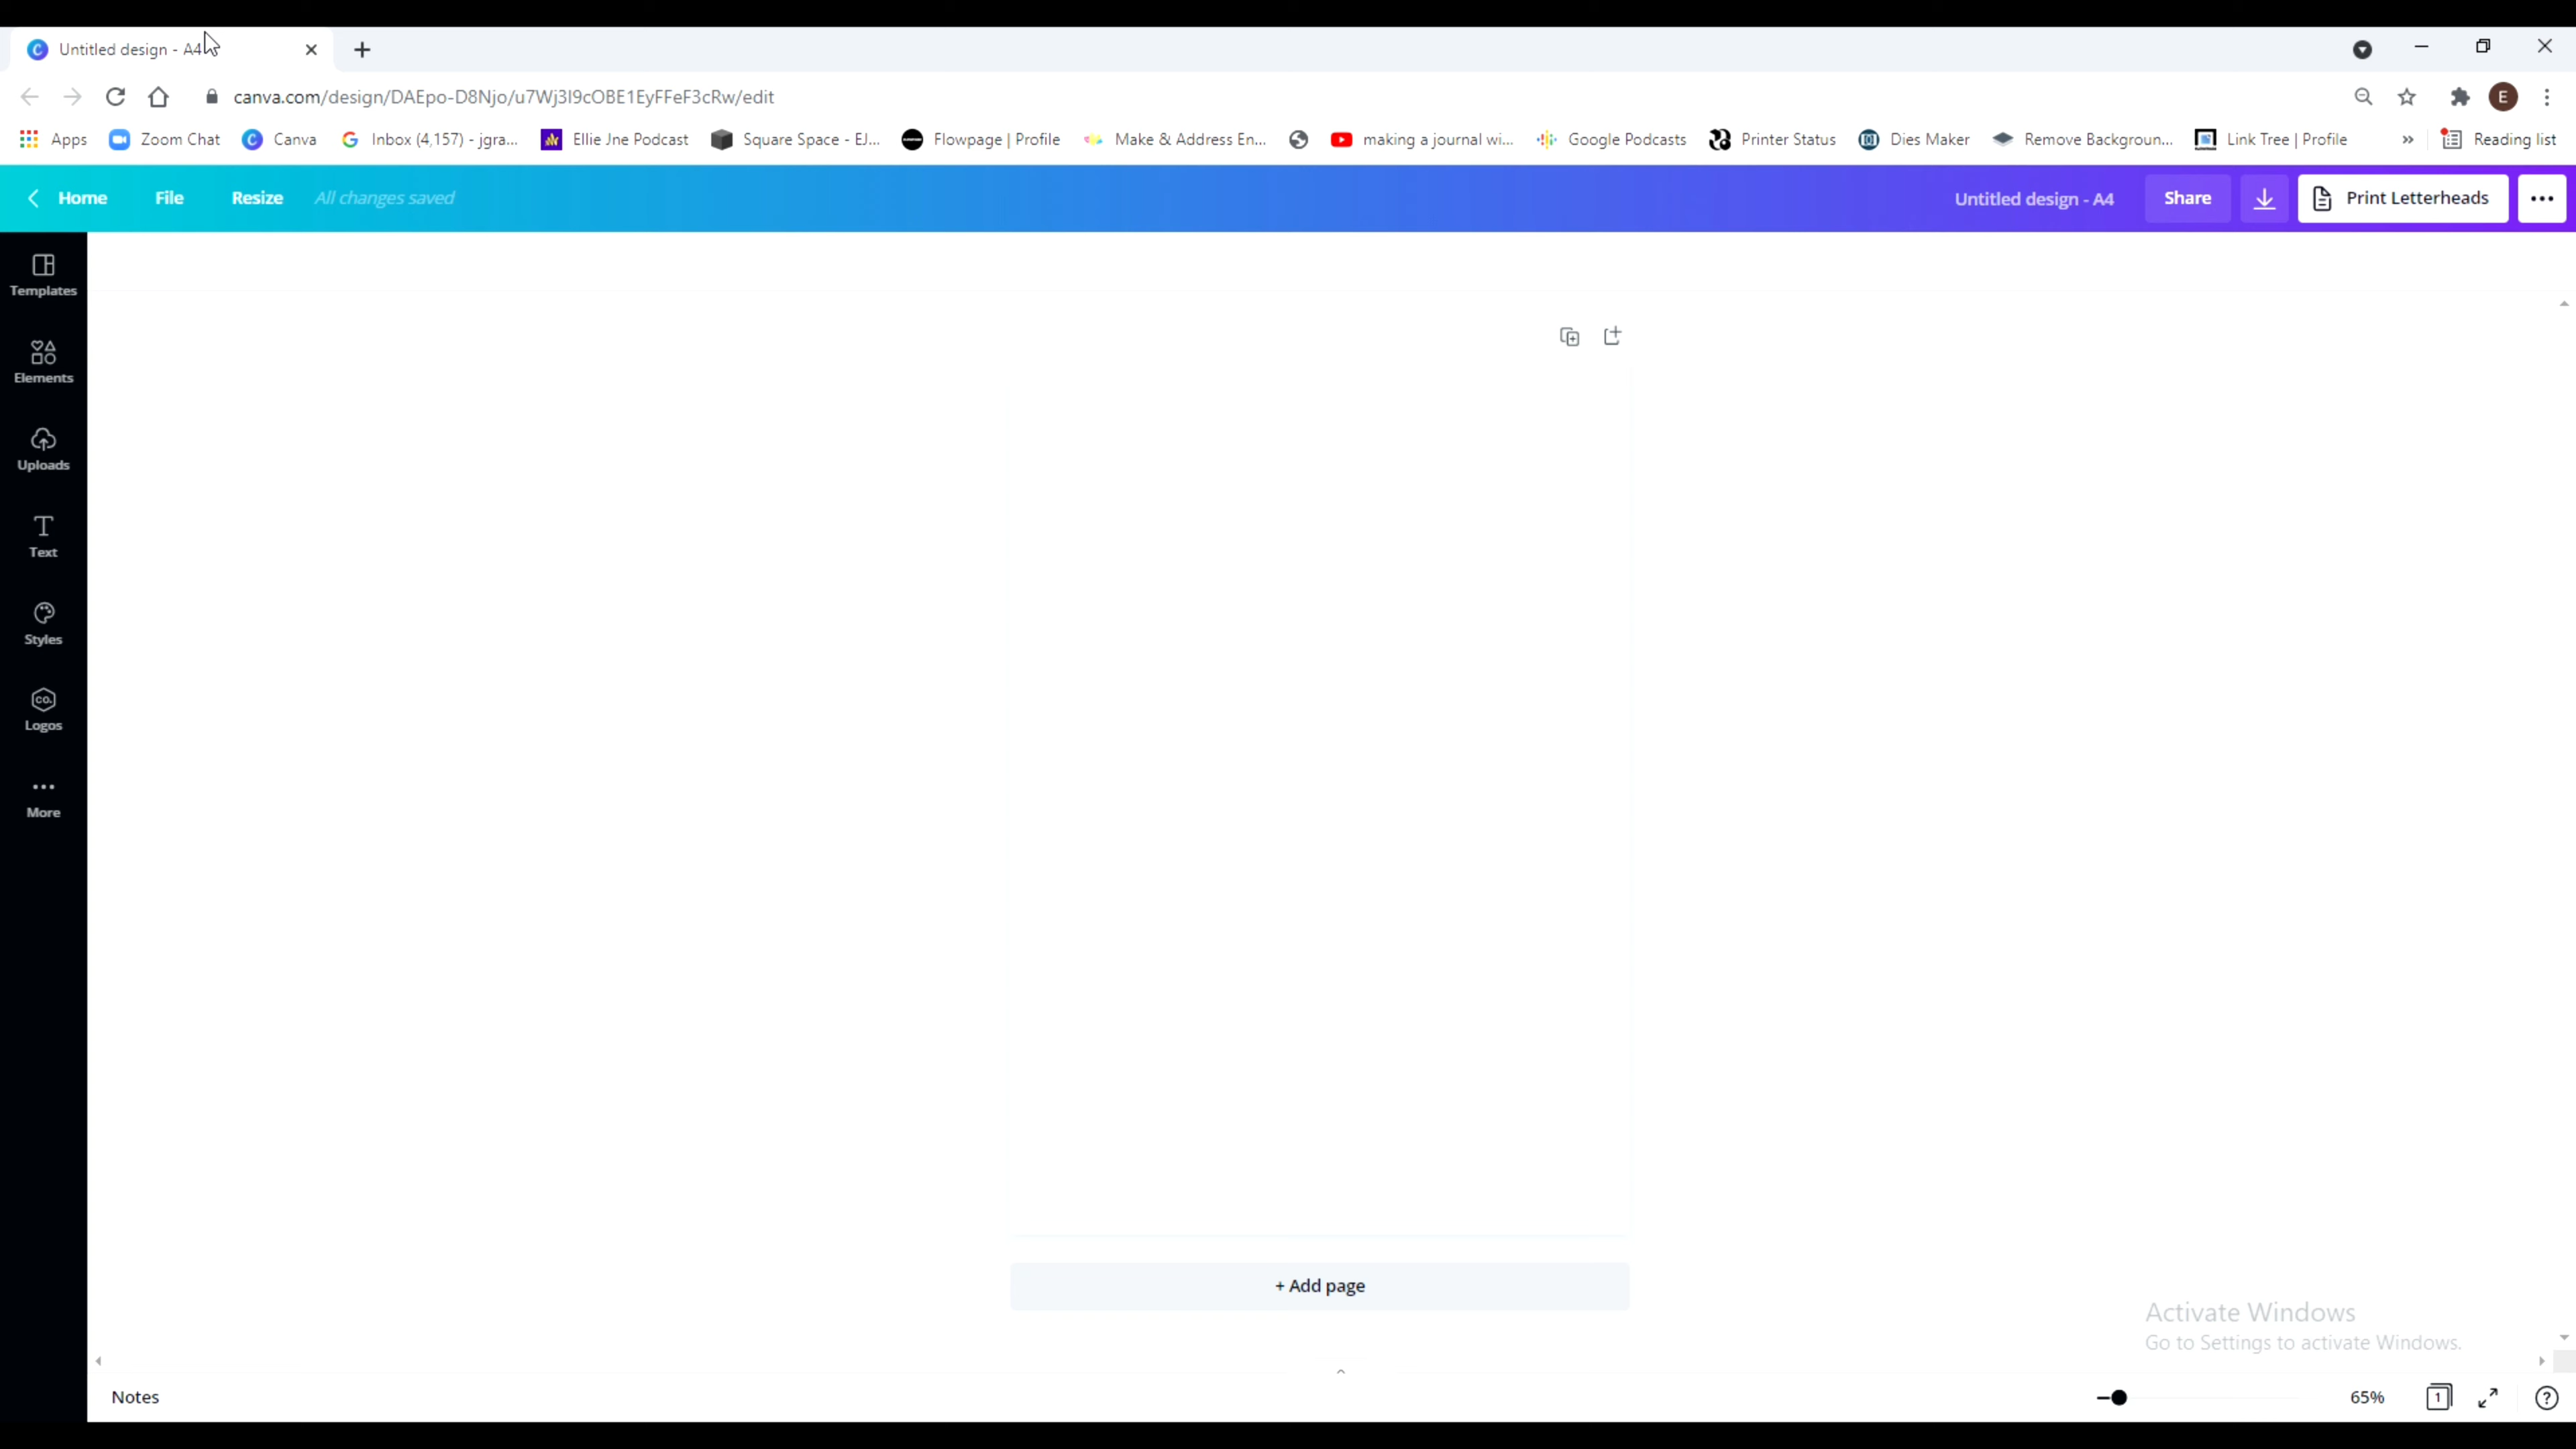 Untitled design - A4
canva.com/design/DAEpo-D8Njo/u7Wj3I9cOBE1EyFFeF3cRw/edit
E
Apps Zoom Chat Canva Inbox (4,157) - jgra... Ellie Jne Podcast Square Space - EJ... Flowpage | Profile Make & Address En... making a journal wi... Google Podcasts Printer Status Dies Maker Remove Backgroun... Link Tree | Profile » Reading list
Home File Resize All changes saved Untitled design - A4 Share Print Letterheads
Templates
Elements
Uploads
Text
Styles
CO.
Logos
More
+ Add page
Activate Windows
Go to Settings to activate Windows.
Notes 65% 1 ?